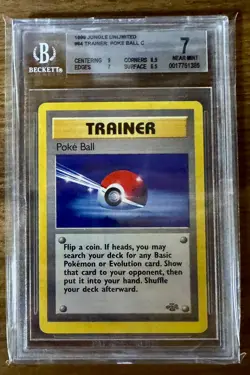 1999 JUNGLE UNLIMITED
#64 TRAINER: POKE BALL C
CENTERING 9 CORNERS 8.5
EDGES 7 SURFACE 8.5
7
NEAR MINT
BECKETT
TRAINER
Poké Ball
Flip a coin. If heads, you may
search your deck for any Basic
Pokémon or Evolution card. Show
that card to your opponent, then
put it into your hand. Shuffle
your deck afterward.